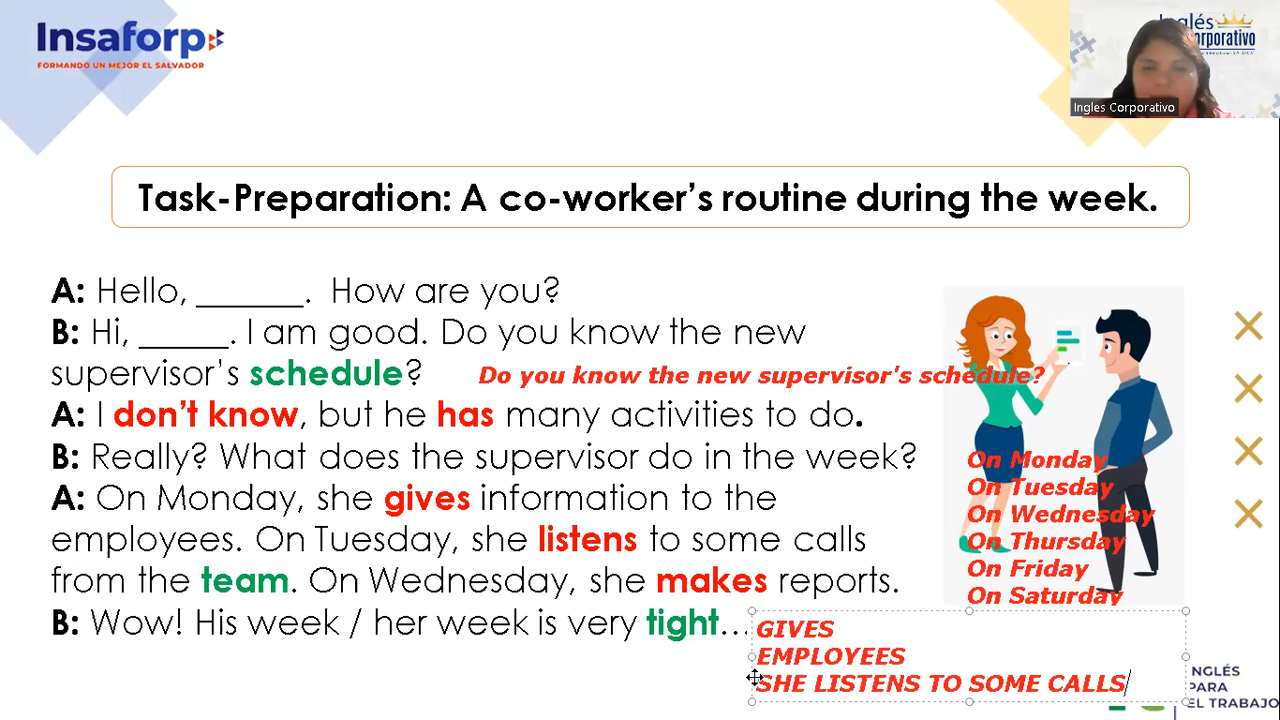 Insaforp
FORMANDO UN MEJOR EL SALVADOR
Inglés
Corporativo
Ingles Corporativo
Task-Preparation: A co-worker’s routine during the week.
A: Hello, ______. How are you?
B: Hi, _____. I am good. Do you know the new
supervisor’s schedule?
Do you know the new supervisor's schedule?
A: I don’t know, but he has many activities to do.
B: Really? What does the supervisor do in the week?
A: On Monday, she gives information to the
employees. On Tuesday, she listens to some calls
from the team. On Wednesday, she makes reports.
B: Wow! His week / her week is very tight…
On Monday
On Tuesday
On Wednesday
On Thursday
On Friday
On Saturday
GIVES
EMPLOYEES
SHE LISTENS TO SOME CALLS
INGLÉS
PARA
EL TRABAJO